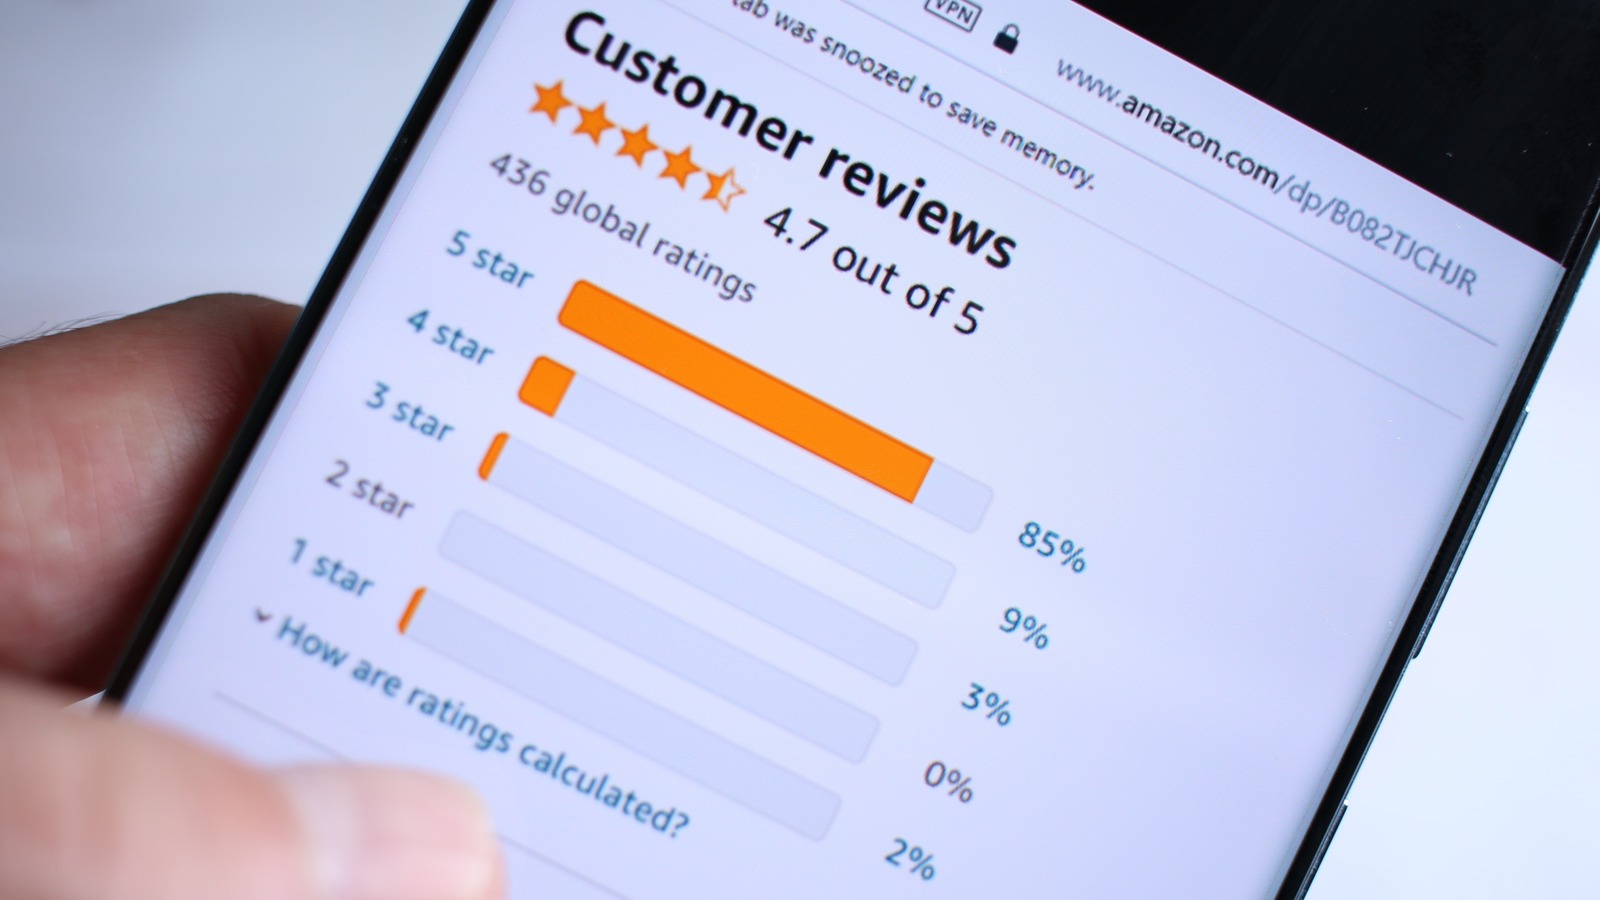 VPN www.amazon.com/dp/B082TJCHJR
tab was snoozed to save memory.
Customer reviews
4.7 out of 5
436 global ratings
5 star 85%
4 star 9%
3 star 3%
2 star 0%
1 star 2%
How are ratings calculated?